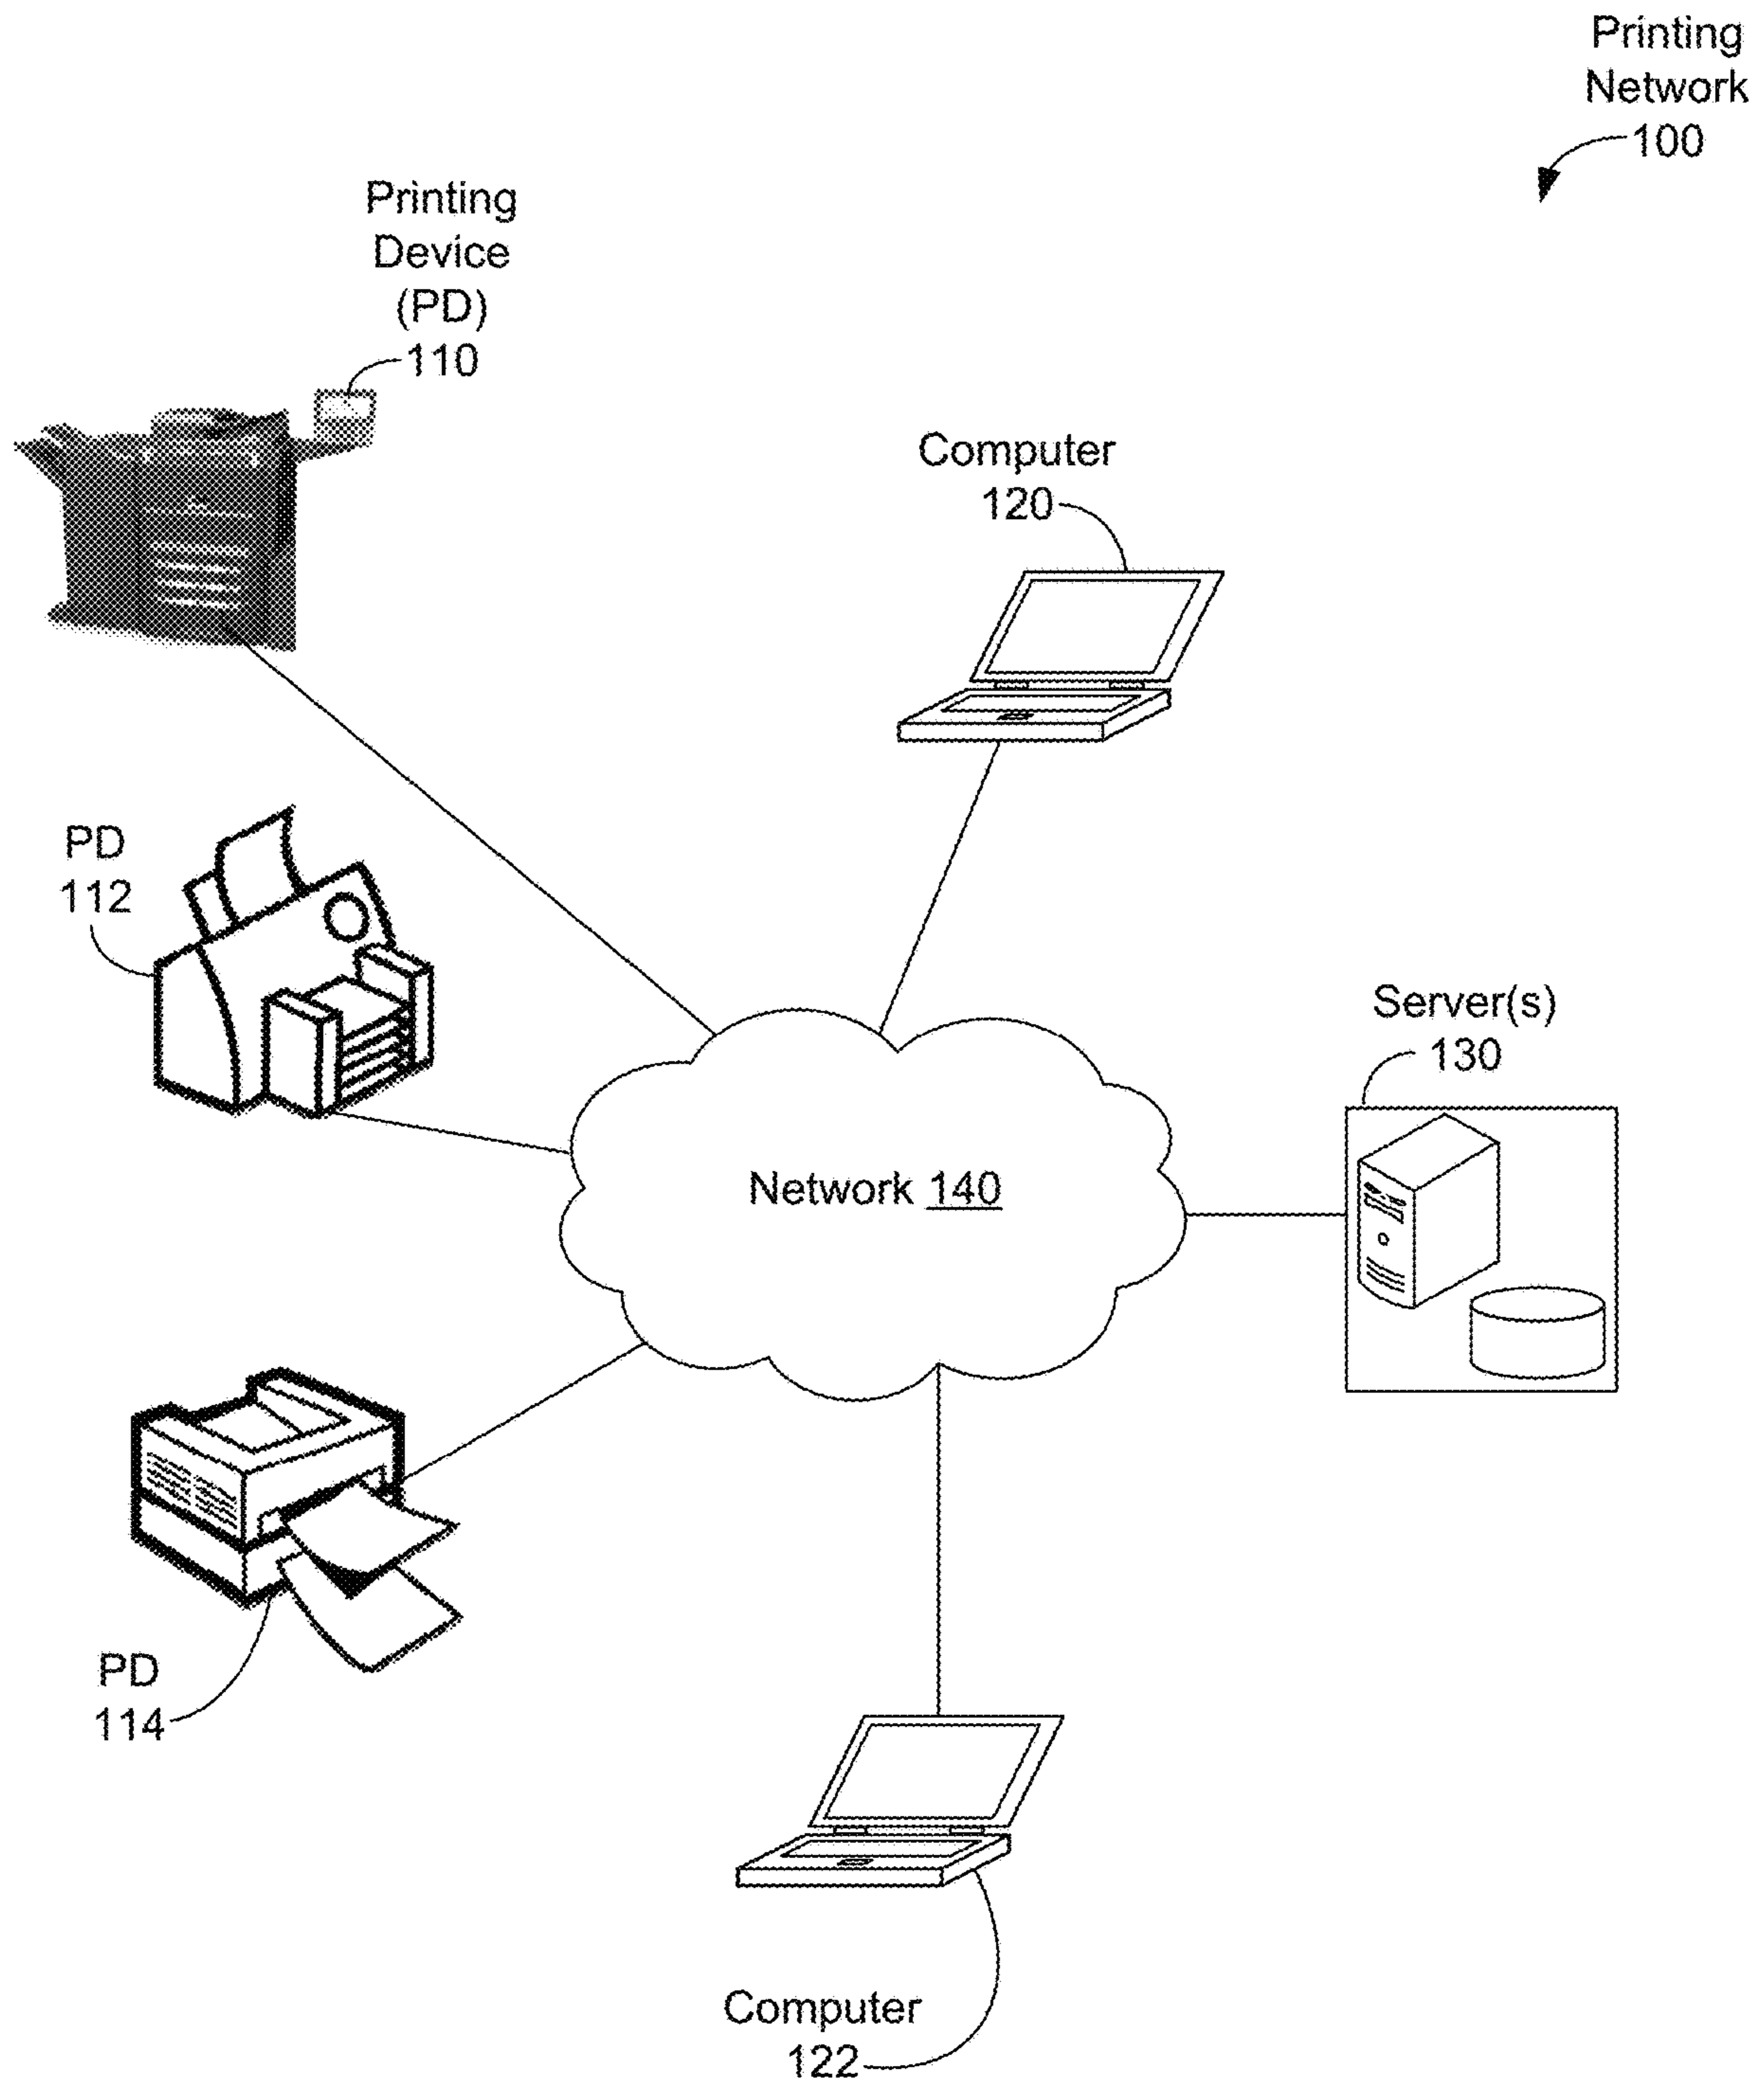 Printing
Network
100
Printing
Device
(PD)
110
Computer
120
PD
112
Server(s)
130
Network 140
PD
114
Computer
122